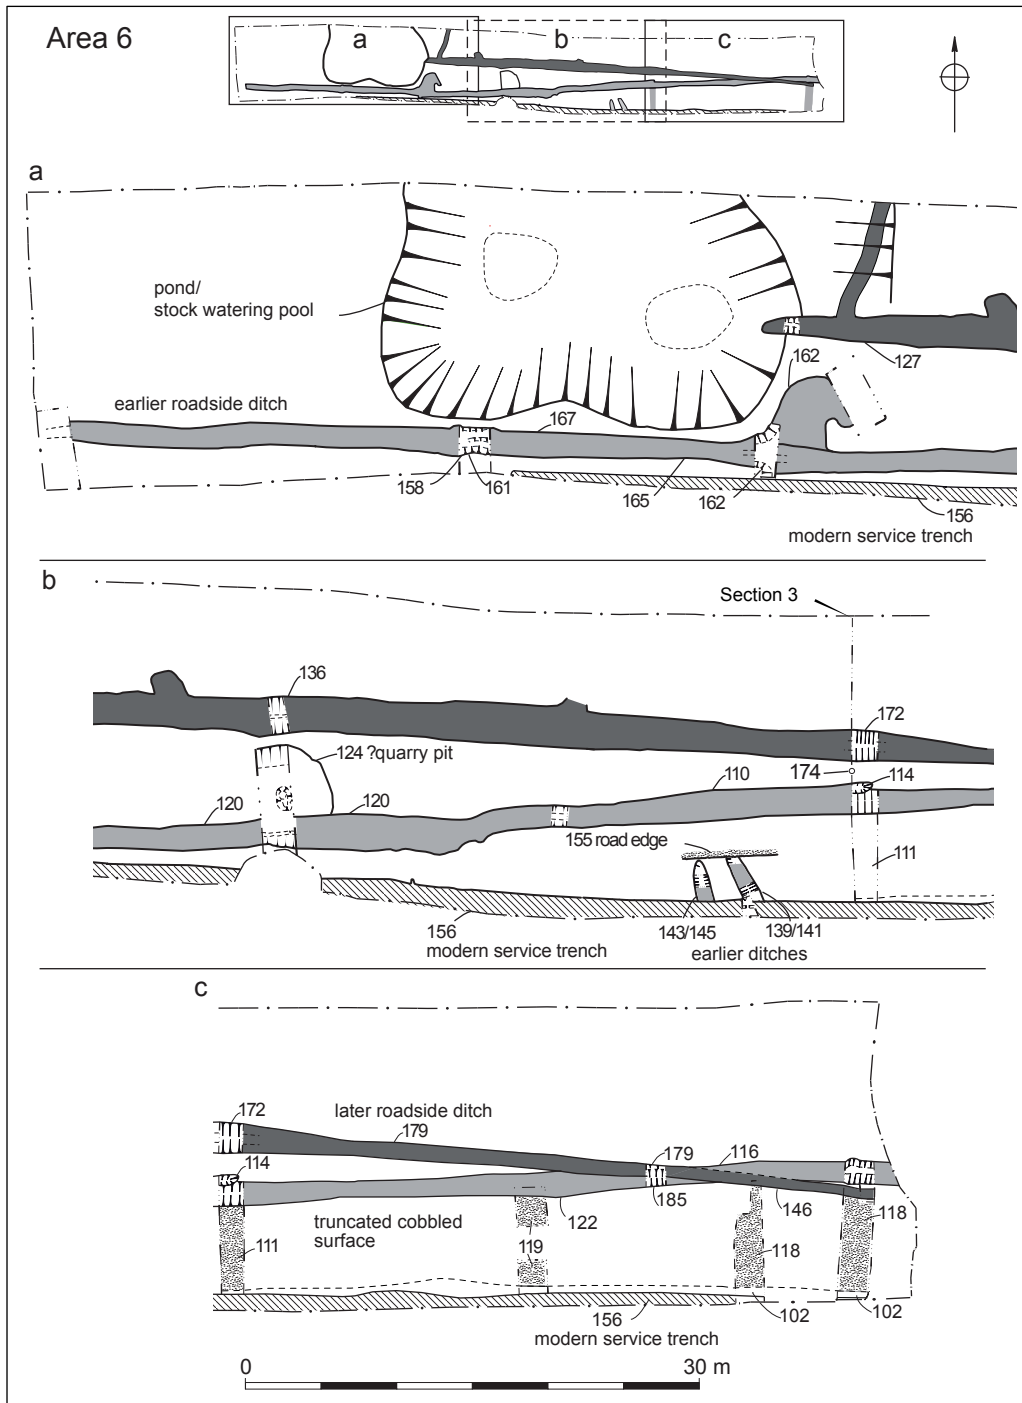 Area 6
a
b
c
a
pond/
stock watering pool
162
127
earlier roadside ditch
167
158
161
165
162
156
modern service trench
b
Section 3
136
172
124 ?quarry pit
174
114
110
120
120
155 road edge
111
156
143/145
139/141
modern service trench
earlier ditches
c
172
later roadside ditch
179
179
116
114
185
146
118
122
truncated cobbled
surface
111
119
118
156
102
102
modern service trench
0
30 m